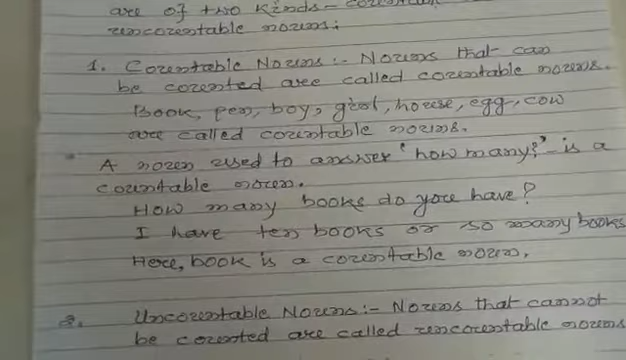 are of two kinds - countable
uncountable nouns:
1. Countable Nouns :- Nouns that can
be counted are called countable nouns.
Book, pen, boy, girl, house, egg, cow
are called countable nouns.
A noun used to answer 'how many?' is a
countable noun.
How many books do you have?
I have ten books or so many books
Here, book is a countable noun.
2. Uncountable Nouns :- Nouns that cannot
be counted are called uncountable nouns